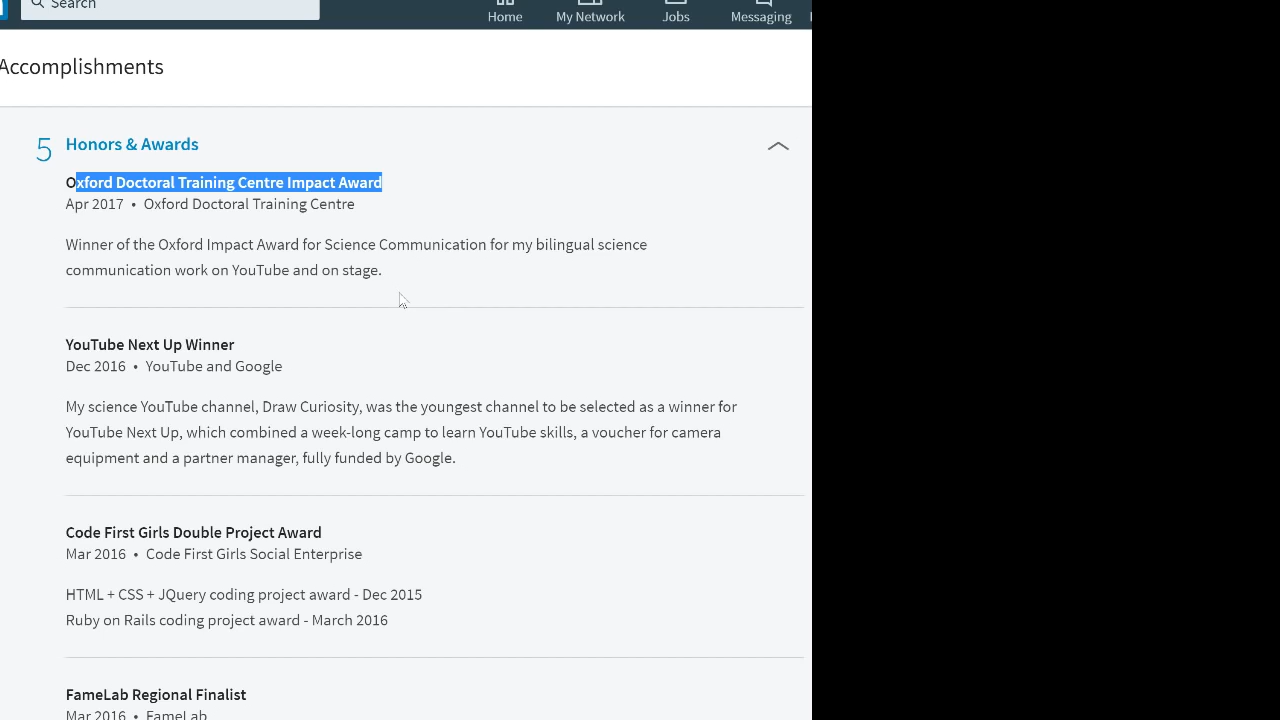 Search
Home My Network Jobs Messaging
Accomplishments
5 Honors & Awards
Oxford Doctoral Training Centre Impact Award
Apr 2017 • Oxford Doctoral Training Centre
Winner of the Oxford Impact Award for Science Communication for my bilingual science
communication work on YouTube and on stage.
YouTube Next Up Winner
Dec 2016 • YouTube and Google
My science YouTube channel, Draw Curiosity, was the youngest channel to be selected as a winner for
YouTube Next Up, which combined a week-long camp to learn YouTube skills, a voucher for camera
equipment and a partner manager, fully funded by Google.
Code First Girls Double Project Award
Mar 2016 • Code First Girls Social Enterprise
HTML + CSS + JQuery coding project award - Dec 2015
Ruby on Rails coding project award - March 2016
FameLab Regional Finalist
Mar 2016 • FameLab